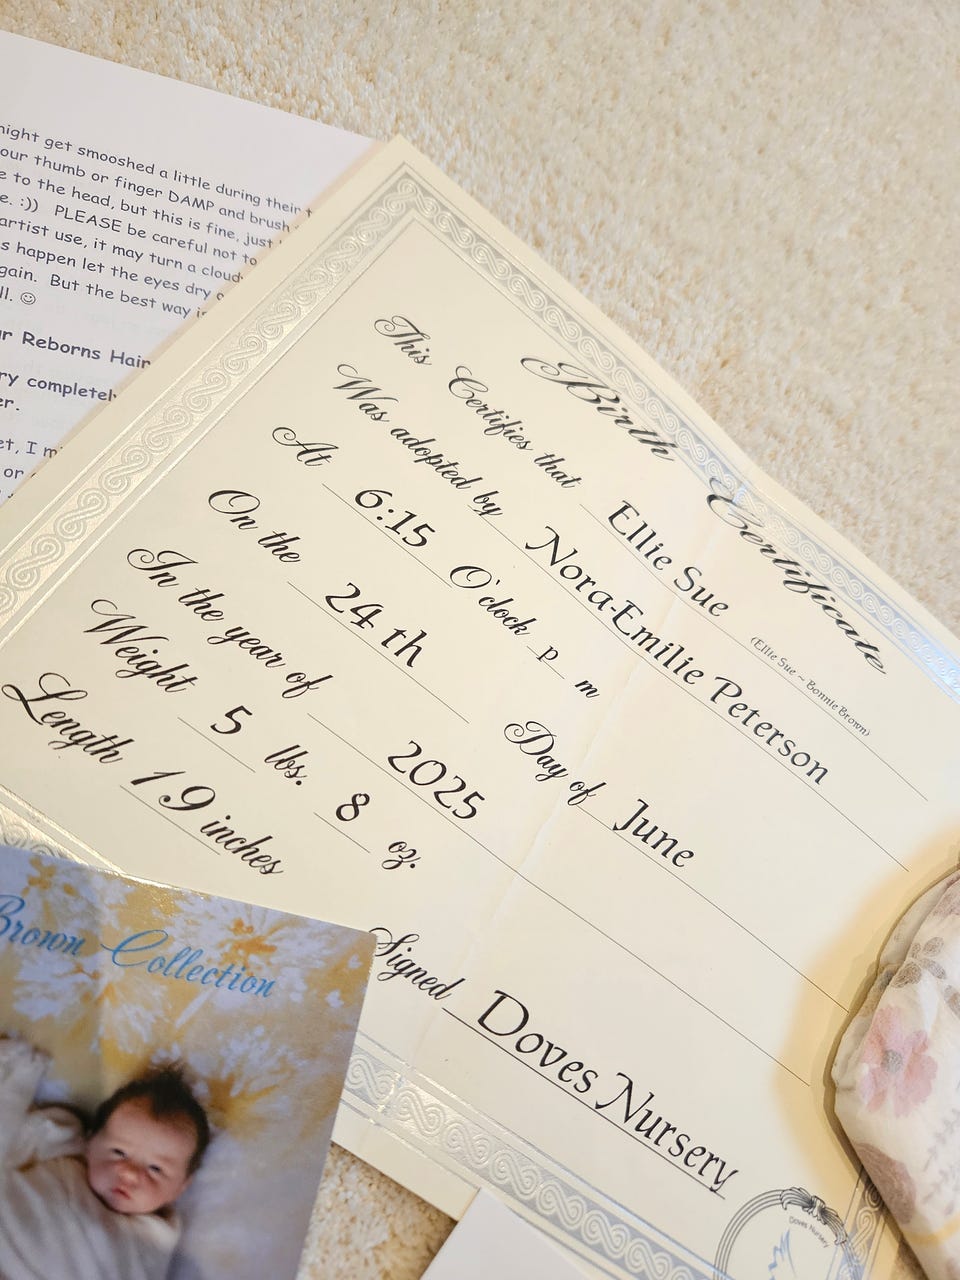 might get smooshed a little during their
our thumb or finger DAMP and brush
e to the head, but this is fine, just
e. :)) PLEASE be careful not to
artist use, it may turn a cloud
s happen let the eyes dry
gain. But the best way
ll. ☺
r Reborns Hair
ry completely
er.
et, I
or
Birth Certificate
This Certifies that Ellie Sue (Ellie Sue ~ Bonnie Brown)
Was adopted by Nora-Emilie Peterson
At 6:15 O'clock p m
On the 24 th Day of June
In the year of 2025
Weight 5 lbs. 8 oz.
Length 19 inches
Signed Doves Nursery
Doves Nursery
Brown Collection